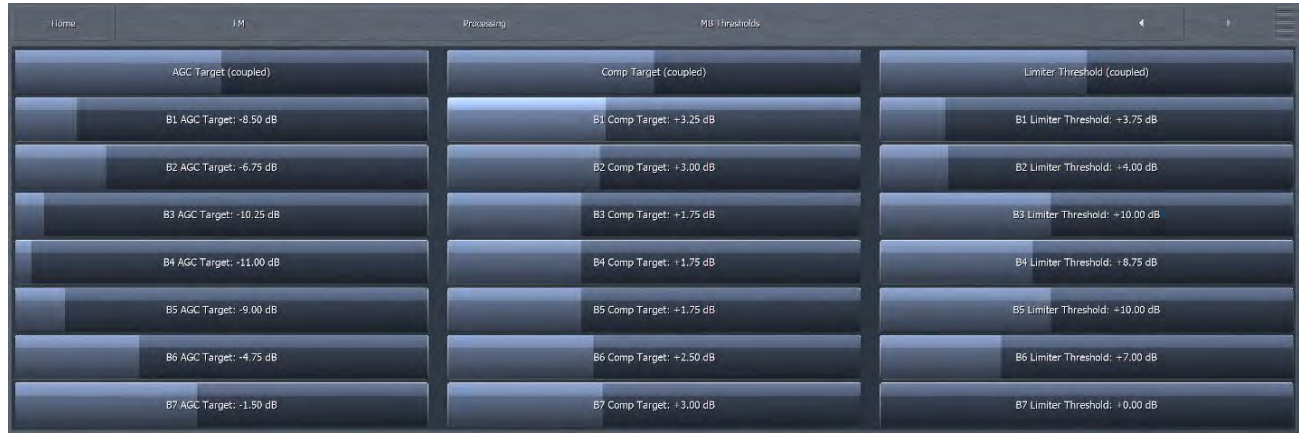 Home FM Processing MB Thresholds
AGC Target (coupled) Comp Target (coupled) Limiter Threshold (coupled)
B1 AGC Target: -8.50 dB B1 Comp Target: +3.25 dB B1 Limiter Threshold: +3.75 dB
B2 AGC Target: -6.75 dB B2 Comp Target: +3.00 dB B2 Limiter Threshold: +4.00 dB
B3 AGC Target: -10.25 dB B3 Comp Target: +1.75 dB B3 Limiter Threshold: +10.00 dB
B4 AGC Target: -11.00 dB B4 Comp Target: +1.75 dB B4 Limiter Threshold: +8.75 dB
B5 AGC Target: -9.00 dB B5 Comp Target: +1.75 dB B5 Limiter Threshold: +10.00 dB
B6 AGC Target: -4.75 dB B6 Comp Target: +2.50 dB B6 Limiter Threshold: +7.00 dB
B7 AGC Target: -1.50 dB B7 Comp Target: +3.00 dB B7 Limiter Threshold: +0.00 dB